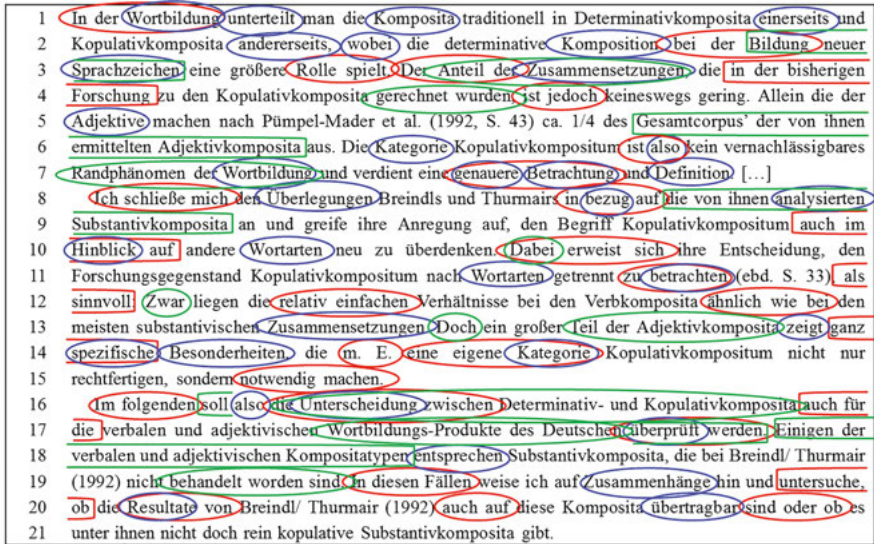 1 In der Wortbildung unterteilt man die Komposita traditionell in Determinativkomposita einerseits und
2 Kopulativkomposita andererseits, wobei die determinative Komposition bei der Bildung neuer
3 Sprachzeichen eine größere Rolle spielt. Der Anteil der Zusammensetzungen, die in der bisherigen
4 Forschung zu den Kopulativkomposita gerechnet wurden, ist jedoch keineswegs gering. Allein die der
5 Adjektive machen nach Pümpel-Mader et al. (1992, S. 43) ca. 1/4 des Gesamtcorpus' der von ihnen
6 ermittelten Adjektivkomposita aus. Die Kategorie Kopulativkompositum ist also kein vernachlässigbares
7 Randphänomen der Wortbildung und verdient eine genauere Betrachtung und Definition. […]
8 Ich schließe mich den Überlegungen Breindls und Thurmairs in bezug auf die von ihnen analysierten
9 Substantivkomposita an und greife ihre Anregung auf, den Begriff Kopulativkompositum auch im
10 Hinblick auf andere Wortarten neu zu überdenken. Dabei erweist sich ihre Entscheidung, den
11 Forschungsgegenstand Kopulativkompositum nach Wortarten getrennt zu betrachten (ebd. S. 33), als
12 sinnvoll: Zwar liegen die relativ einfachen Verhältnisse bei den Verbkomposita ähnlich wie bei den
13 meisten substantivischen Zusammensetzungen. Doch ein großer Teil der Adjektivkomposita zeigt ganz
14 spezifische Besonderheiten, die m. E. eine eigene Kategorie Kopulativkompositum nicht nur
15 rechtfertigen, sondern notwendig machen.
16 Im folgenden soll also die Unterscheidung zwischen Determinativ- und Kopulativkomposita auch für
17 die verbalen und adjektivischen Wortbildungs-Produkte des Deutschen überprüft werden. Einigen der
18 verbalen und adjektivischen Kompositatypen entsprechen Substantivkomposita, die bei Breindl/ Thurmair
19 (1992) nicht behandelt worden sind. In diesen Fällen weise ich auf Zusammenhänge hin und untersuche,
20 ob die Resultate von Breindl/ Thurmair (1992) auch auf diese Komposita übertragbar sind oder ob es
21 unter ihnen nicht doch rein kopulative Substantivkomposita gibt.